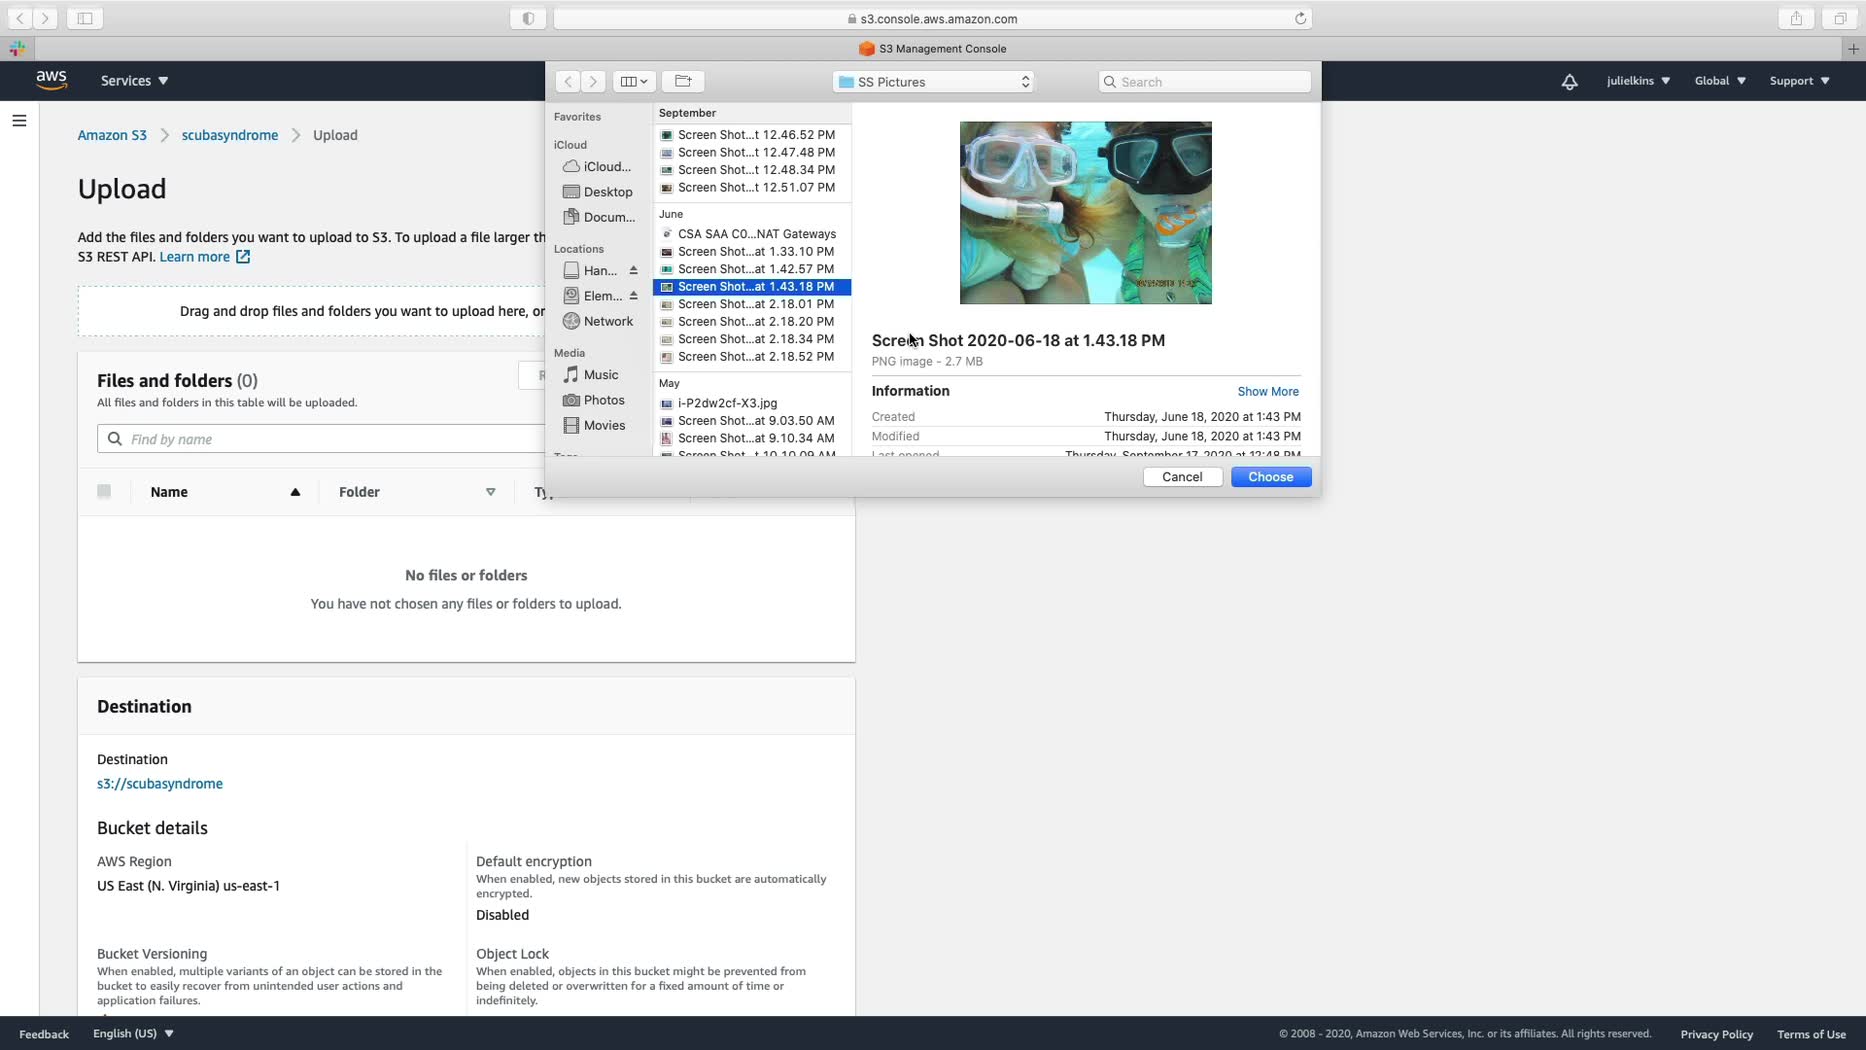 s3.console.aws.amazon.com
S3 Management Console
aws
Services
julielkins
Global
Support
Amazon S3
scubasyndrome
Upload
Upload
Add the files and folders you want to upload to S3. To upload a file larger th
S3 REST API. Learn more
Drag and drop files and folders you want to upload here, or
Files and folders (0)
All files and folders in this table will be uploaded.
R
Find by name
Name
Folder
No files or folders
You have not chosen any files or folders to upload.
SS Pictures
Search
Favorites
iCloud
iCloud...
Desktop
Docum...
Locations
Han...
Elem...
Network
Media
Music
Photos
Movies
September
Screen Shot...t 12.46.52 PM
Screen Shot...t 12.47.48 PM
Screen Shot...t 12.48.34 PM
Screen Shot...t 12.51.07 PM
June
CSA SAA C0...NAT Gateways
Screen Shot...at 1.33.10 PM
Screen Shot...at 1.42.57 PM
Screen Shot...at 1.43.18 PM
Screen Shot...at 2.18.01 PM
Screen Shot...at 2.18.20 PM
Screen Shot...at 2.18.34 PM
Screen Shot...at 2.18.52 PM
May
i-P2dw2cf-X3.jpg
Screen Shot...at 9.03.50 AM
Screen Shot...at 9.10.34 AM
Screen Shot...t 10.10.09 AM
Screen Shot 2020-06-18 at 1.43.18 PM
PNG image - 2.7 MB
Information
Show More
Created
Thursday, June 18, 2020 at 1:43 PM
Modified
Thursday, June 18, 2020 at 1:43 PM
Last opened
Thursday, September 17, 2020 at 12:48 PM
Cancel
Choose
Destination
Destination
s3://scubasyndrome
Bucket details
AWS Region
US East (N. Virginia) us-east-1
Default encryption
When enabled, new objects stored in this bucket are automatically
encrypted.
Disabled
Bucket Versioning
When enabled, multiple variants of an object can be stored in the
bucket to easily recover from unintended user actions and
application failures.
Object Lock
When enabled, objects in this bucket might be prevented from
being deleted or overwritten for a fixed amount of time or
indefinitely.
Feedback
English (US)
© 2008 - 2020, Amazon Web Services, Inc. or its affiliates. All rights reserved.
Privacy Policy
Terms of Use